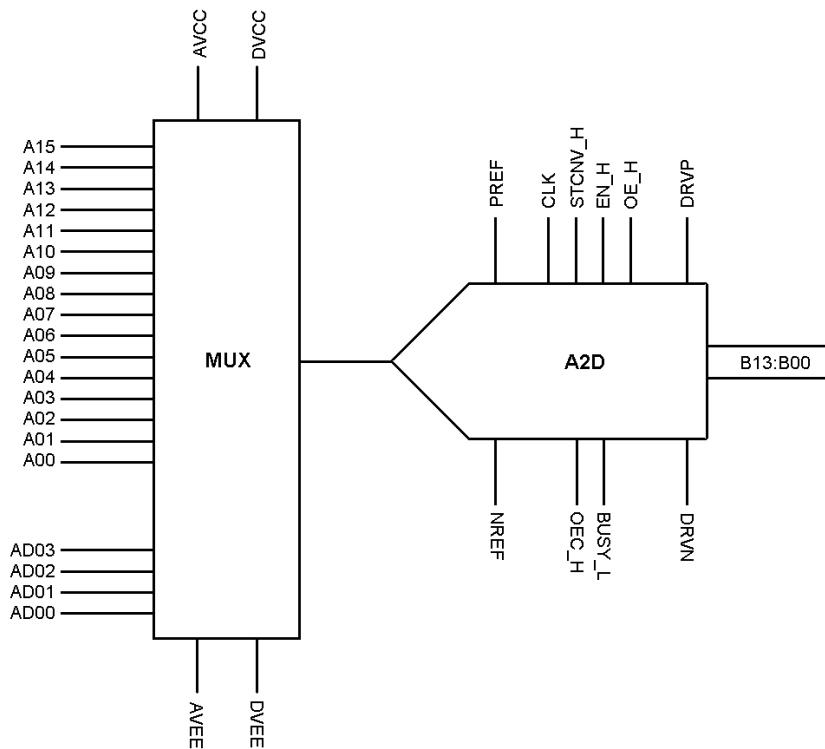 AVCC
DVCC
A15
A14
A13
A12
A11
A10
A09
A08
A07
A06
A05
A04
A03
A02
A01
A00
AD03
AD02
AD01
AD00
MUX
AVEE
DVEE
PREF
CLK
STCNV_H
EN_H
OE_H
DRVP
A2D
B13:B00
NREF
OEC_H
BUSY_L
DRVN